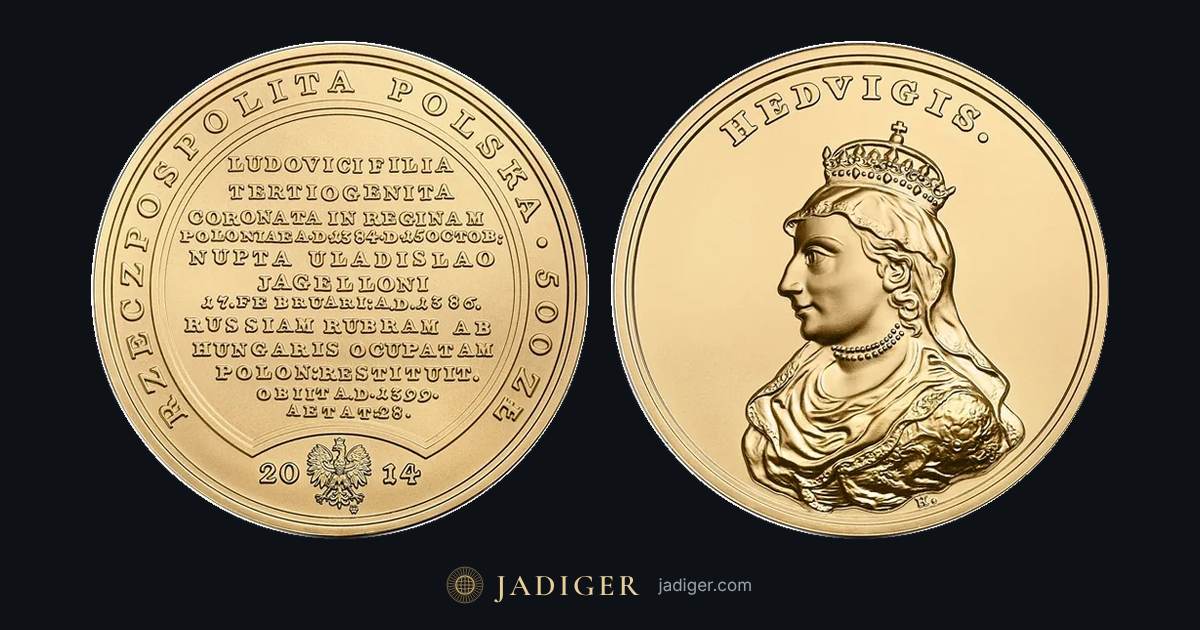 RZECZPOSPOLITA POLSKA · 500 ZŁ
LUDOVICI FILIA
TERTIOGENITA
CORONATA IN REGINAM
POLONIAE A.D. 1384. D. 15 OCTOB:
NUPTA ULADISLAO
JAGELLONI
17. FEBRUARI: A.D. 1386.
RUSSIAM RUBRAM AB
HUNGARIS OCUPATAM
POLON: RESTITUIT.
OBIIT A.D. 1399.
AETAT: 28.
20 14
HEDVIGIS.
JADIGER jadiger.com